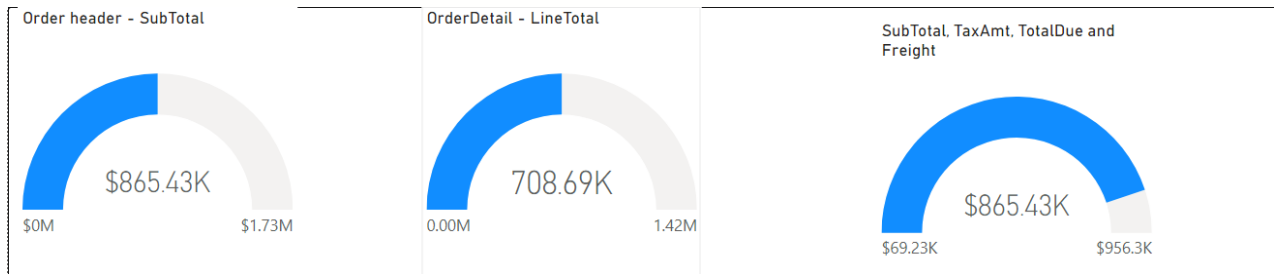 Order header - SubTotal
$865.43K
$0M
$1.73M
OrderDetail - LineTotal
708.69K
0.00M
1.42M
SubTotal, TaxAmt, TotalDue and
Freight
$865.43K
$69.23K
$956.3K